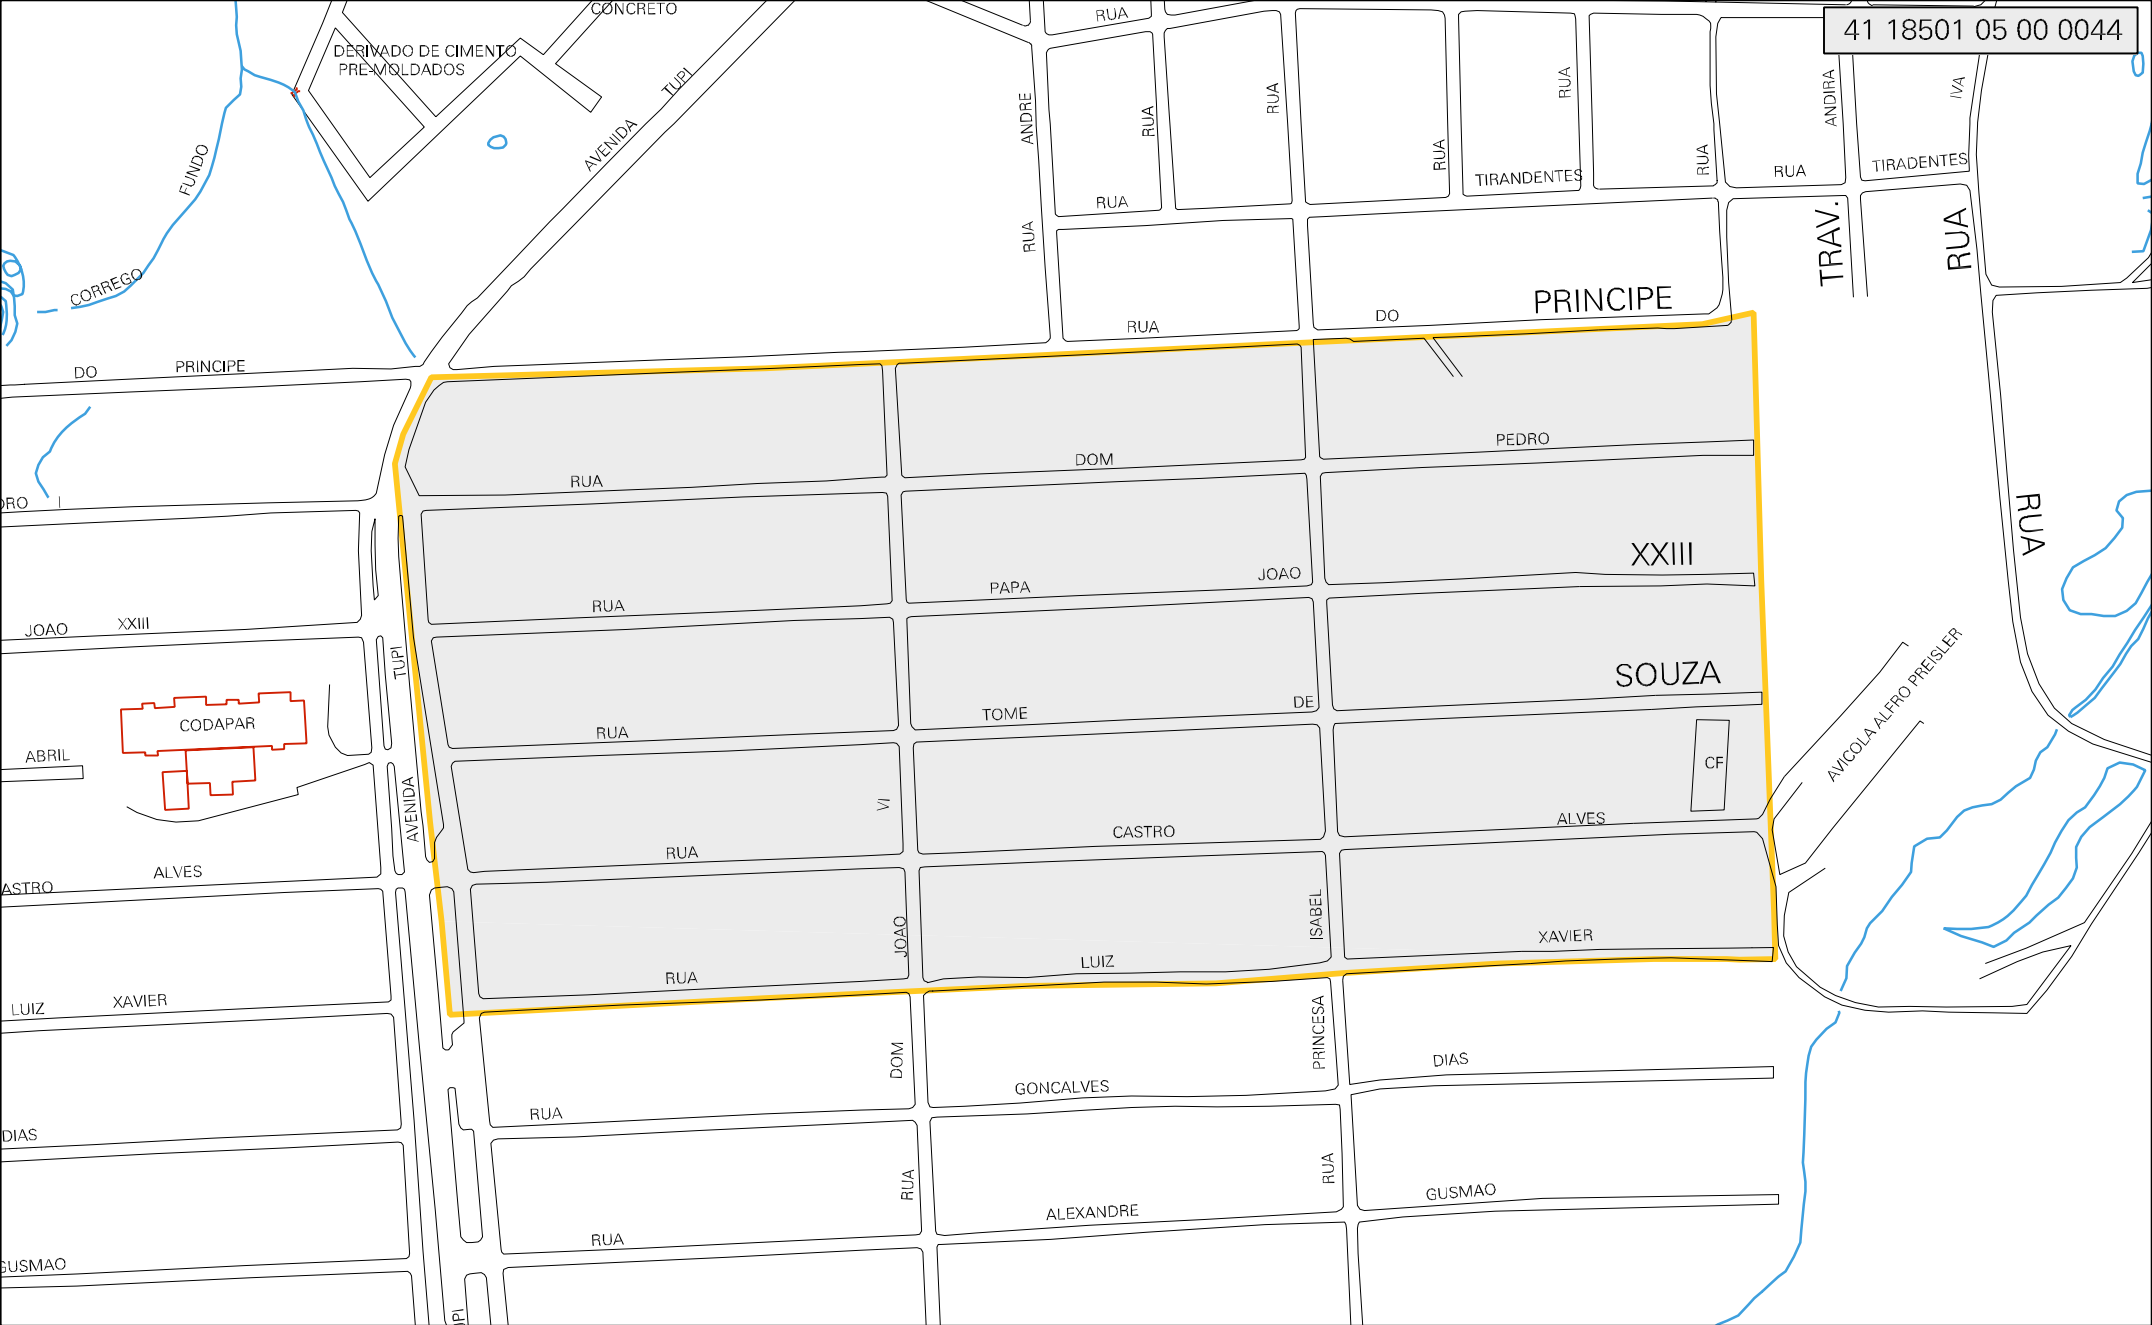 CONCRETO
RUA
41 18501 05 00 0044
DERIVADO DE CIMENTO
PRE-MOLDADOS
TUPI
AVENIDA
ANDRE
RUA
RUA
RUA
RUA
RUA
RUA
ANDIRA
IVA
FUNDO
CORREGO
TIRANDENTES
RUA
TIRADENTES
RUA
RUA
TRAV.
RUA
PRINCIPE
DO
RUA
DO
PRINCIPE
PEDRO
DOM
RUA
DRO I
RUA
XXIII
JOAO
PAPA
RUA
JOAO
XXIII
TUPI
SOUZA
DE
TOME
RUA
CODAPAR
ABRIL
AVENIDA
CF
AVICOLA ALFRO PREISLER
VI
ALVES
CASTRO
RUA
ALVES
ASTRO
JOAO
ISABEL
XAVIER
LUIZ
RUA
LUIZ
XAVIER
DOM
PRINCESA
DIAS
GONCALVES
RUA
DIAS
RUA
RUA
GUSMAO
ALEXANDRE
RUA
GUSMAO
UPI